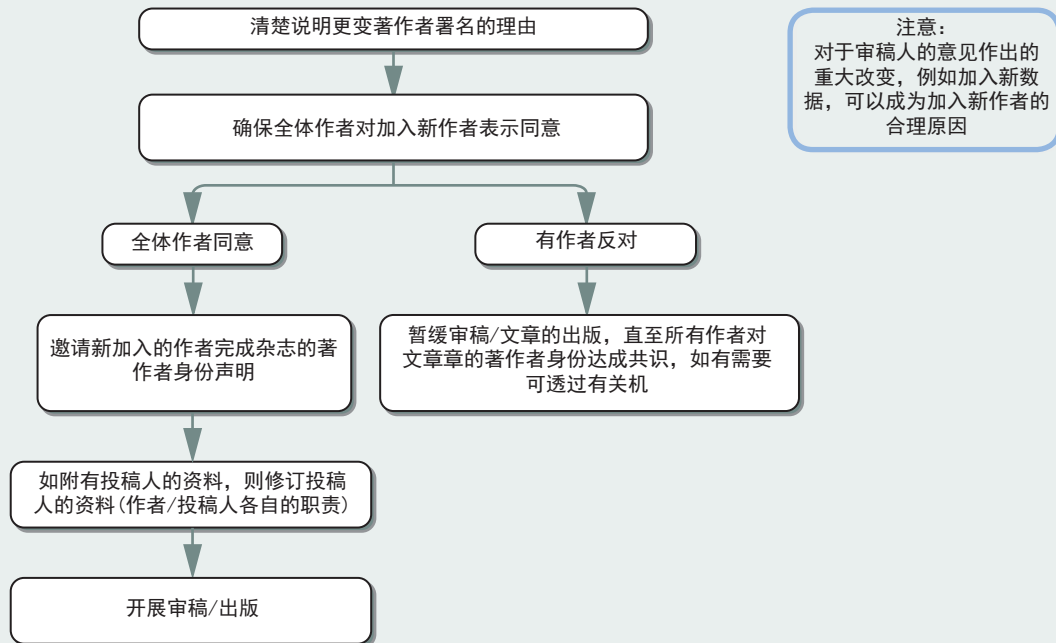 清楚说明更变著作者署名的理由
注意：
对于审稿人的意见作出的
重大改变，例如加入新数
据，可以成为加入新作者的
合理原因
确保全体作者对加入新作者表示同意
全体作者同意
有作者反对
邀请新加入的作者完成杂志的著
作者身份声明
暂缓审稿/文章的出版，直至所有作者对
文章章的著作者身份达成共识，如有需要
可透过有关机
如附有投稿人的资料，则修订投稿
人的资料(作者/投稿人各自的职责)
开展审稿/出版